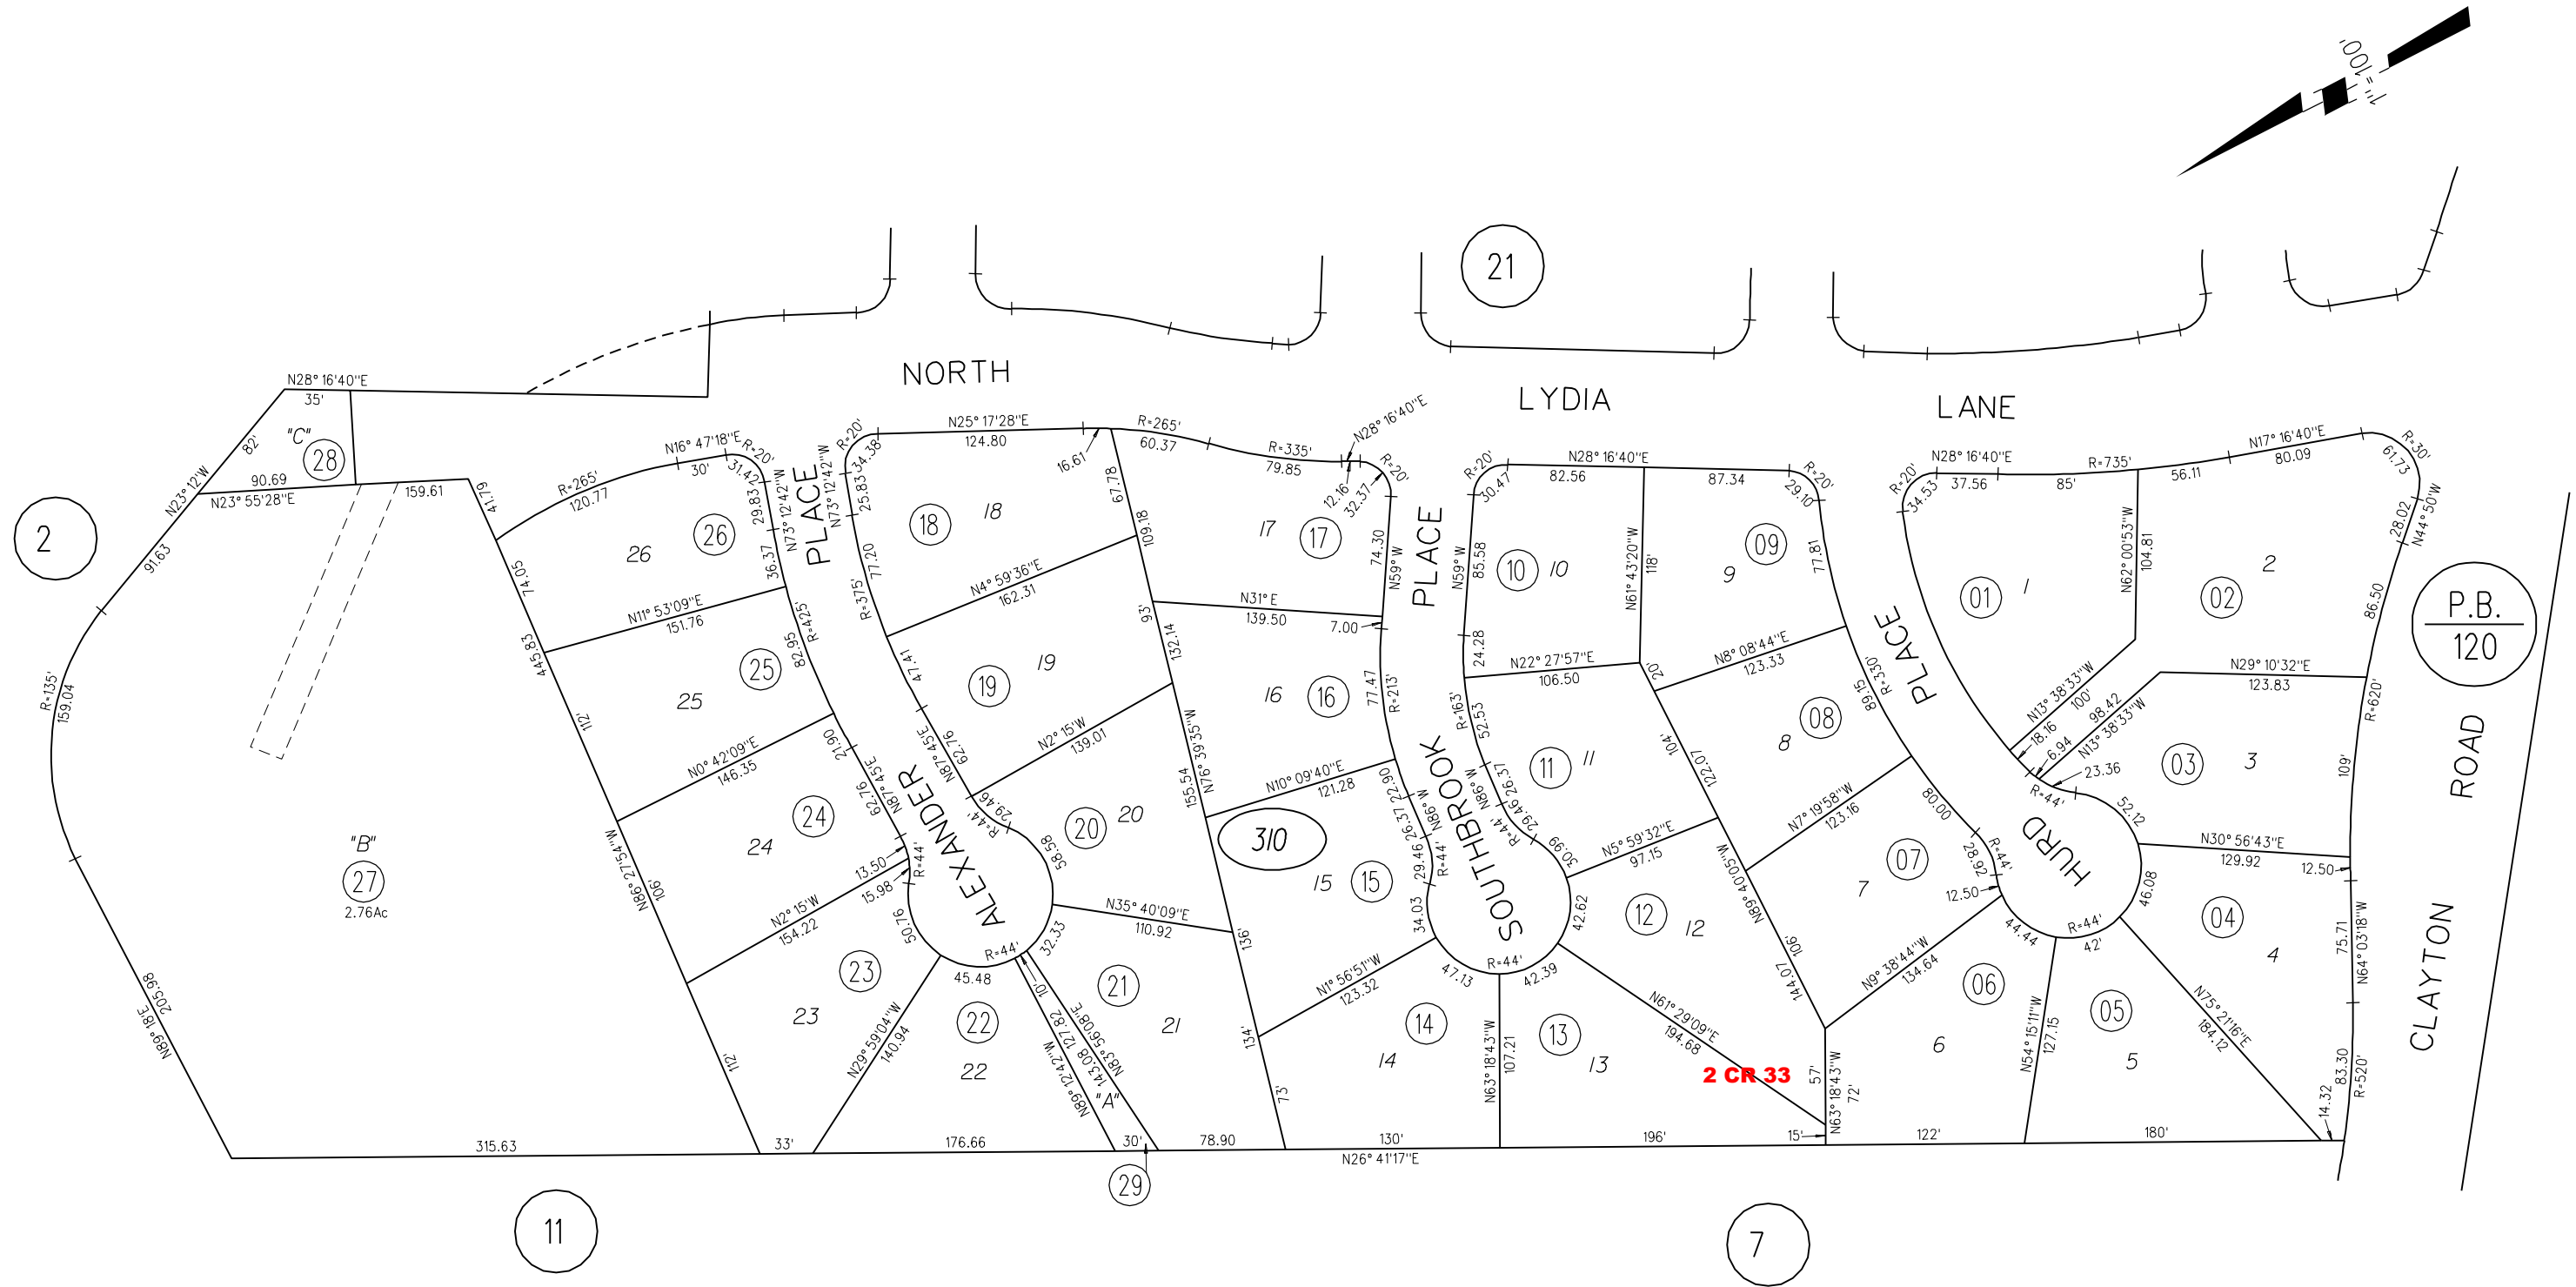 1"=100'
21
NORTH
LYDIA
LANE
PLACE
PLACE
PLACE
ALEXANDER
SOUTHBROOK
HURD
CLAYTON ROAD
P.B.
120
2
11
7
310
2 CR 33
N28° 16'40"E
35'
"C"
28
82'
N23° 12'W
90.69
N23° 55'28"E
159.61
91.63
R=135'
159.04
"B"
27
2.76Ac
205.98
N89° 18'E
315.63
41.79
74.05
445.83
112'
N86° 27'54"W
106'
112'
33'
R=265'
120.77
N16° 47'18"E
30'
R=20'
31.42
29.83
N73° 12'42"W
36.37
26
26
N11° 53'09"E
151.76
R=425'
82.95
25
25
N0° 42'09"E
146.35
21.90
62.76
N87° 45'E
24
24
13.50
R=44'
15.98
N2° 15'W
154.22
50.76
23
23
N29° 59'04"W
140.94
45.48
R=44'
22
22
176.66
10'
127.82
N89° 12'42"W
143.08
N83° 56'08"E
"A"
30'
29
R=20'
34.38
N73° 12'42"W
25.83
N25° 17'28"E
124.80
16.61
18
18
R=375'
77.20
N4° 59'36"E
162.31
67.78
109.18
47.41
19
19
N87° 45'E
62.76
N2° 15'W
139.01
29.46
R=44'
58.58
20
20
N35° 40'09"E
110.92
32.33
21
21
78.90
93'
132.14
N76° 39'35"W
155.54
136'
134'
73'
R=265'
60.37
R=335'
79.85
N28° 16'40"E
12.16
R=20'
32.37
17
17
74.30
N59° W
N31° E
139.50
7.00
16
16
77.47
R=213'
N10° 09'40"E
121.28
22.90
N86° W
26.37
29.46
R=44'
15
15
34.03
N1° 56'51"W
123.32
47.13
R=44'
14
14
130'
N26° 41'17"E
N63° 18'43"W
107.21
42.39
13
13
196'
15'
N61° 29'09"E
194.68
57'
N63° 18'43"W
72'
R=20'
30.47
N28° 16'40"E
82.56
87.34
R=20'
29.10
10
10
N59° W
85.58
24.28
N61° 43'20"W
118'
N22° 27'57"E
106.50
20'
R=163'
52.53
11
11
N86° W
26.37
29.46
R=44'
30.99
N5° 59'32"E
97.15
42.62
12
12
104'
122.07
N89° 40'05"W
106'
144.07
09
9
77.81
N8° 08'44"E
123.33
R=330'
89.15
08
8
N7° 19'58"W
123.16
80.00
07
7
28.92
R=44'
12.50
N9° 38'44"W
134.64
44.44
06
6
122'
N54° 15'11"W
127.15
42'
R=44'
05
5
180'
N75° 21'16"E
184.12
46.08
14.32
R=20'
34.53
N28° 16'40"E
37.56
R=735'
85'
56.11
N17° 16'40"E
80.09
R=30'
61.73
28.02
N44° 50'W
01
1
N62° 00'53"W
104.81
02
2
86.50
N13° 38'33"W
100'
18.16
6.94
98.42
N13° 38'33"W
23.36
R=44'
N29° 10'32"E
123.83
R=620'
03
3
109'
52.12
N30° 56'43"E
129.92
12.50
04
4
75.71
N64° 03'18"W
83.30
R=520'